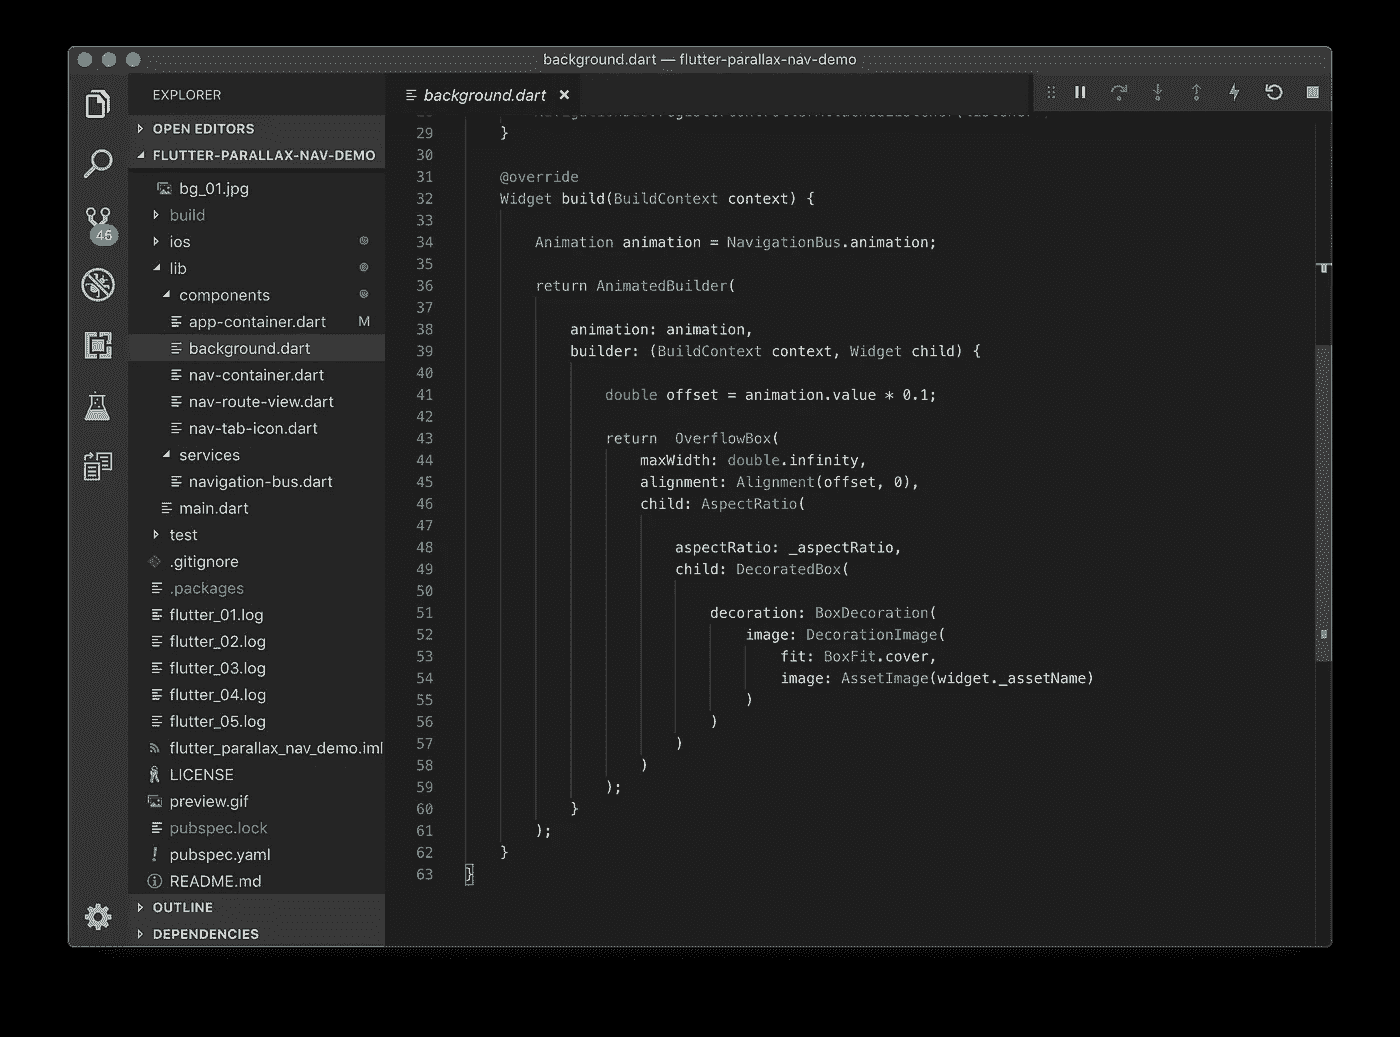 background.dart — flutter-parallax-nav-demo
EXPLORER
OPEN EDITORS
FLUTTER-PARALLAX-NAV-DEMO
bg_01.jpg
build
ios
lib
components
app-container.dart M
background.dart
nav-container.dart
nav-route-view.dart
nav-tab-icon.dart
services
navigation-bus.dart
main.dart
test
.gitignore
.packages
flutter_01.log
flutter_02.log
flutter_03.log
flutter_04.log
flutter_05.log
flutter_parallax_nav_demo.iml
LICENSE
preview.gif
pubspec.lock
pubspec.yaml
README.md
OUTLINE
DEPENDENCIES
46
background.dart ×
29 }
30
31 @override
32 Widget build(BuildContext context) {
33
34 Animation animation = NavigationBus.animation;
35
36 return AnimatedBuilder(
37
38 animation: animation,
39 builder: (BuildContext context, Widget child) {
40
41 double offset = animation.value * 0.1;
42
43 return  OverflowBox(
44 maxWidth: double.infinity,
45 alignment: Alignment(offset, 0),
46 child: AspectRatio(
47
48 aspectRatio: _aspectRatio,
49 child: DecoratedBox(
50
51 decoration: BoxDecoration(
52 image: DecorationImage(
53 fit: BoxFit.cover,
54 image: AssetImage(widget._assetName)
55 )
56 )
57 )
58 )
59 );
60 }
61 );
62 }
63 }